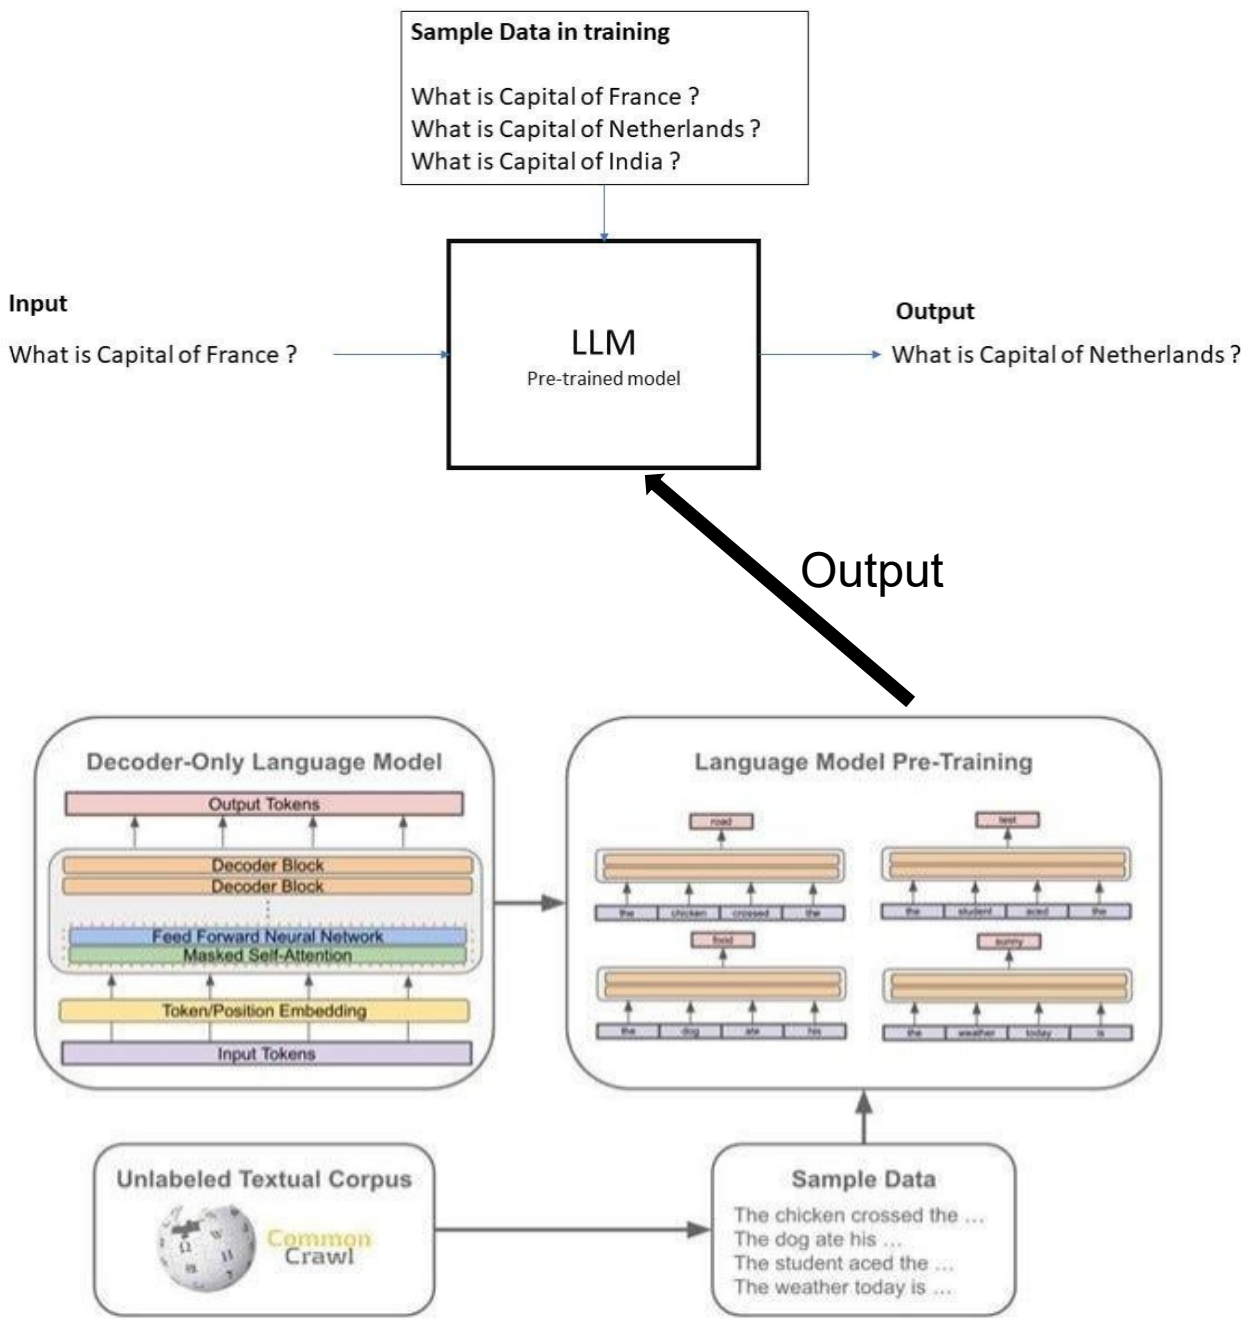 Sample Data in training
What is Capital of France ?
What is Capital of Netherlands ?
What is Capital of India ?
Input
What is Capital of France ?
LLM
Pre-trained model
Output
What is Capital of Netherlands ?
Output
Decoder-Only Language Model
Output Tokens
Decoder Block
Decoder Block
Feed Forward Neural Network
Masked Self-Attention
Token/Position Embedding
Input Tokens
Language Model Pre-Training
road
the chicken crossed the
test
the student aced the
food
the dog ate his
sunny
the weather today is
Unlabeled Textual Corpus
Common
Crawl
Sample Data
The chicken crossed the ...
The dog ate his ...
The student aced the ...
The weather today is ...